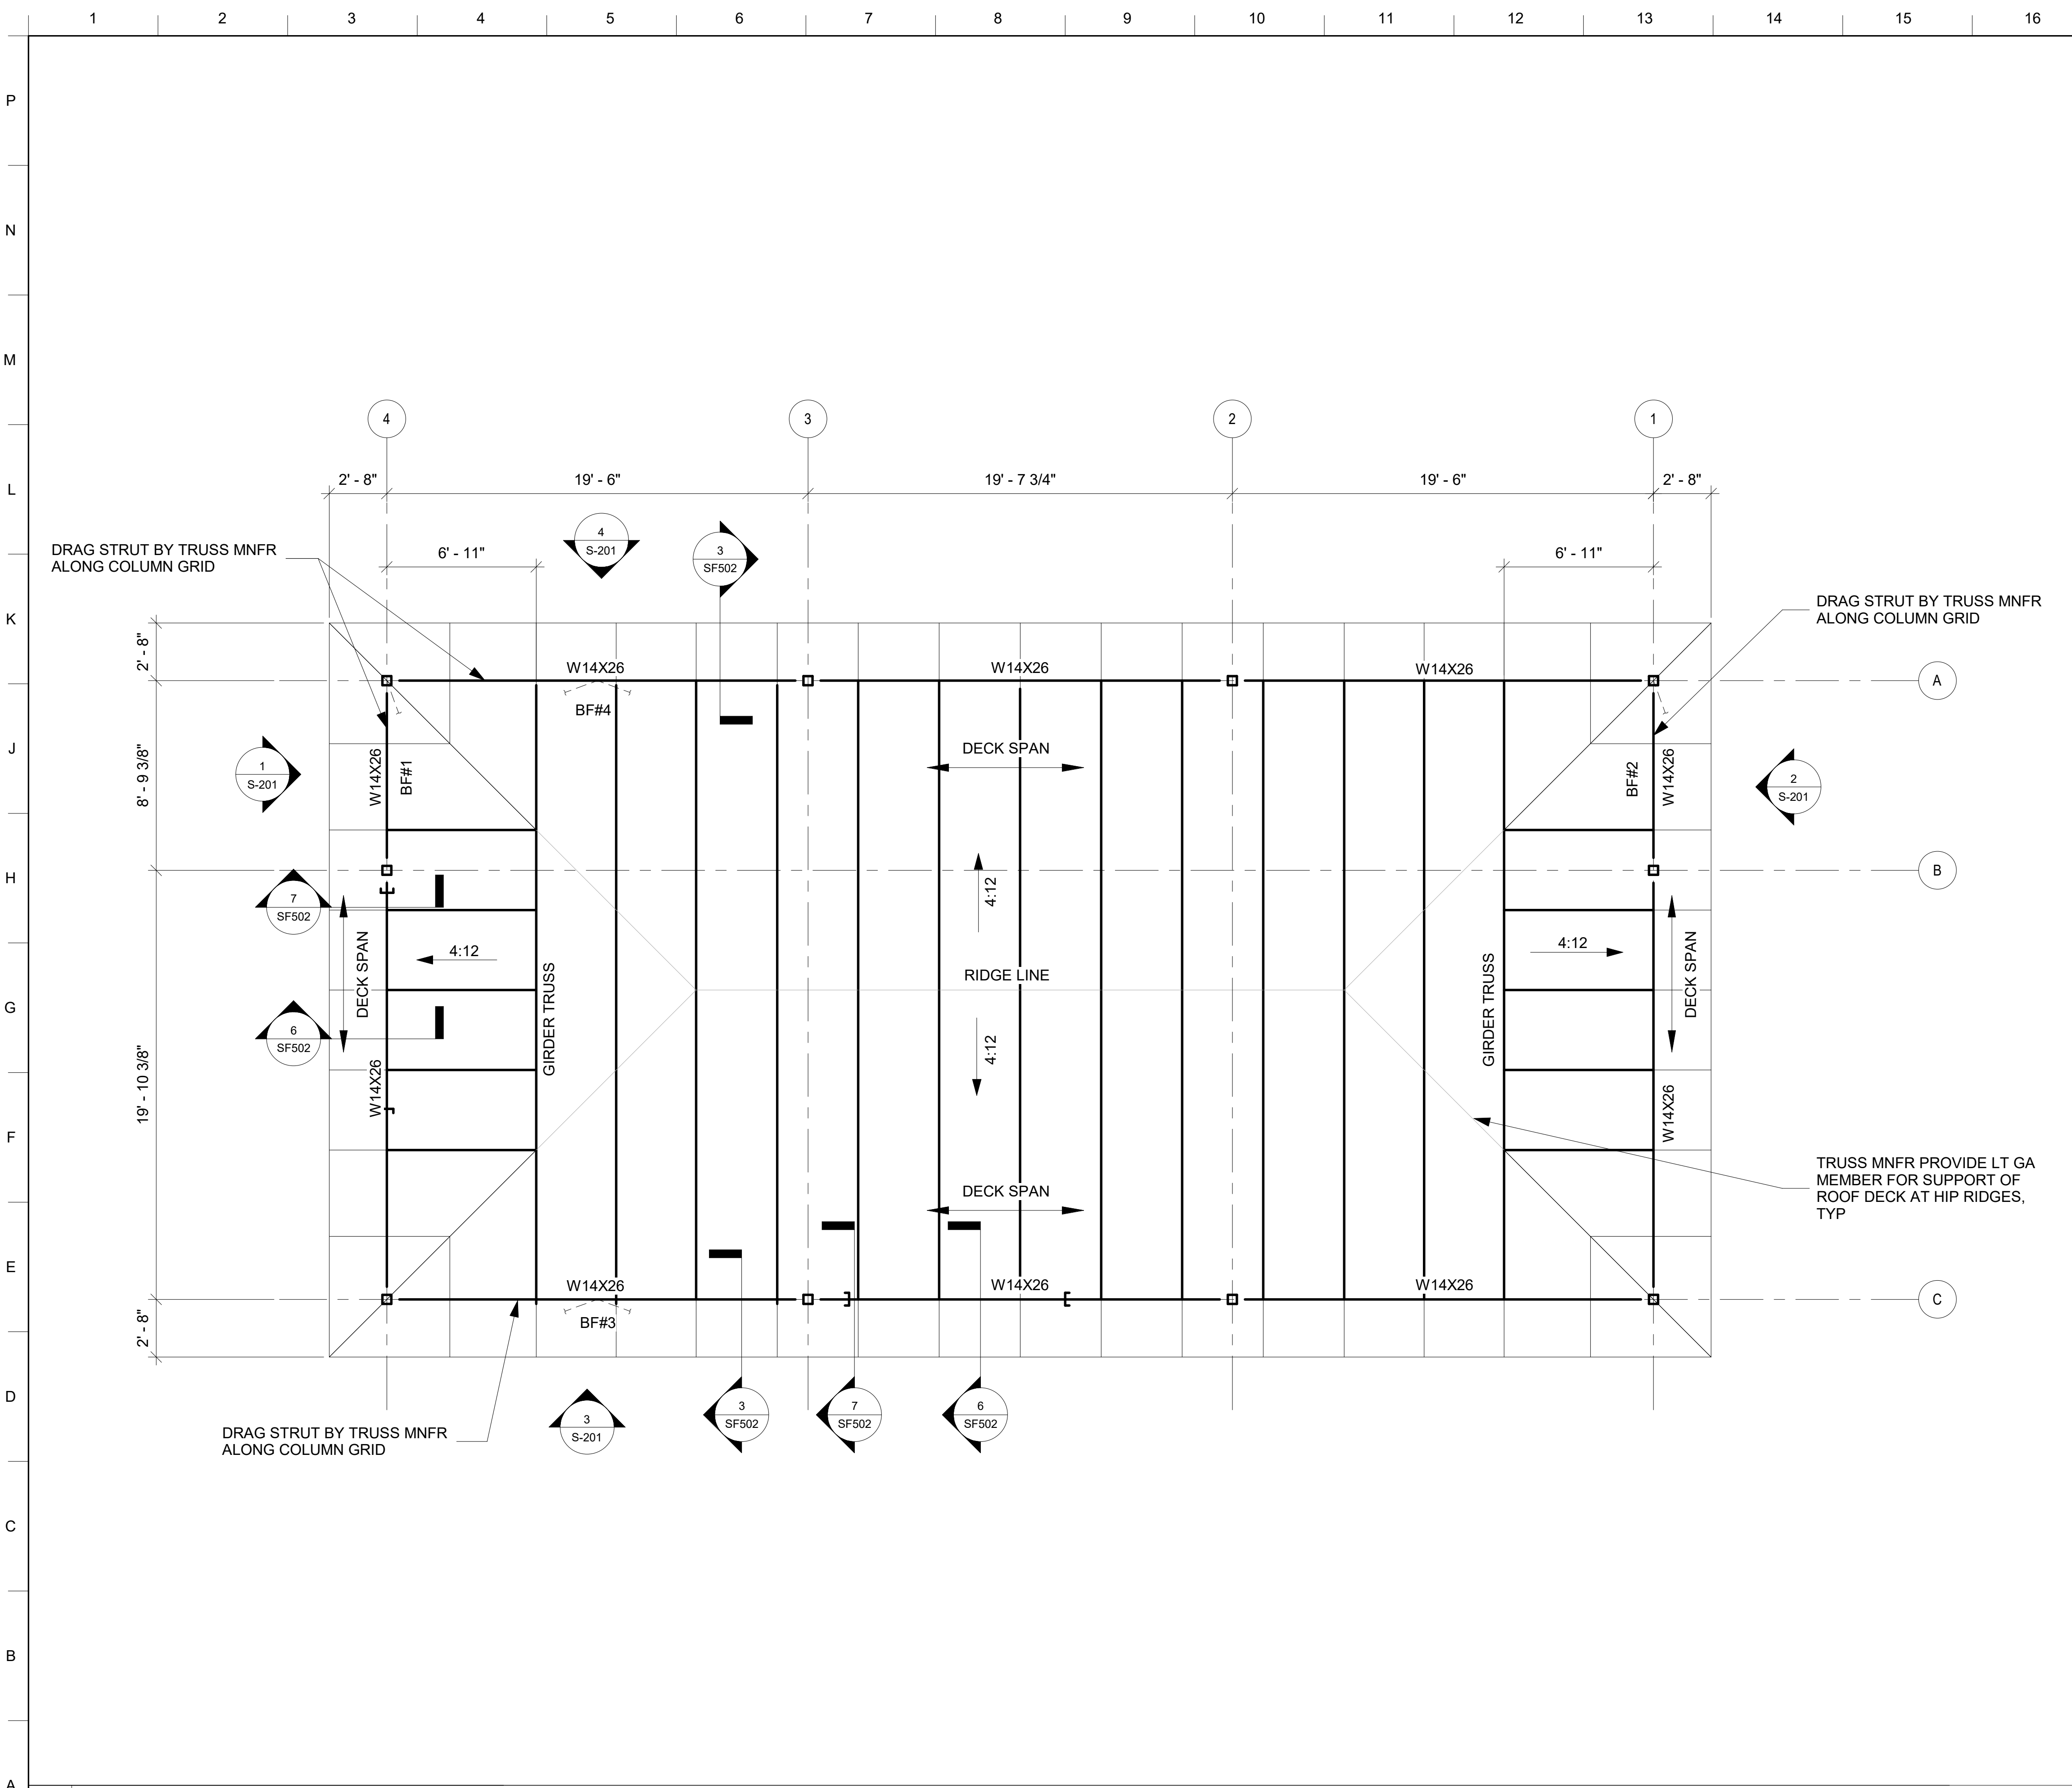 1 2 3 4 5 6 7 8 9 10 11 12 13 14 15 16
P
N
M
L
K
J
H
G
F
E
D
C
B
A
4
3
2
1
2' - 8"
19' - 6"
19' - 7 3/4"
19' - 6"
2' - 8"
4
S-201
3
SF502
6' - 11"
6' - 11"
DRAG STRUT BY TRUSS MNFR
ALONG COLUMN GRID
DRAG STRUT BY TRUSS MNFR
ALONG COLUMN GRID
2' - 8"
8' - 9 3/8"
19' - 10 3/8"
2' - 8"
W14X26
W14X26
W14X26
A
BF#4
1
S-201
W14X26
BF#1
DECK SPAN
BF#2
W14X26
2
S-201
B
7
SF502
4:12
DECK SPAN
4:12
GIRDER TRUSS
RIDGE LINE
GIRDER TRUSS
4:12
DECK SPAN
6
SF502
4:12
W14X26
W14X26
TRUSS MNFR PROVIDE LT GA
MEMBER FOR SUPPORT OF
ROOF DECK AT HIP RIDGES,
TYP
DECK SPAN
W14X26
W14X26
W14X26
C
BF#3
3
S-201
3
SF502
7
SF502
6
SF502
DRAG STRUT BY TRUSS MNFR
ALONG COLUMN GRID